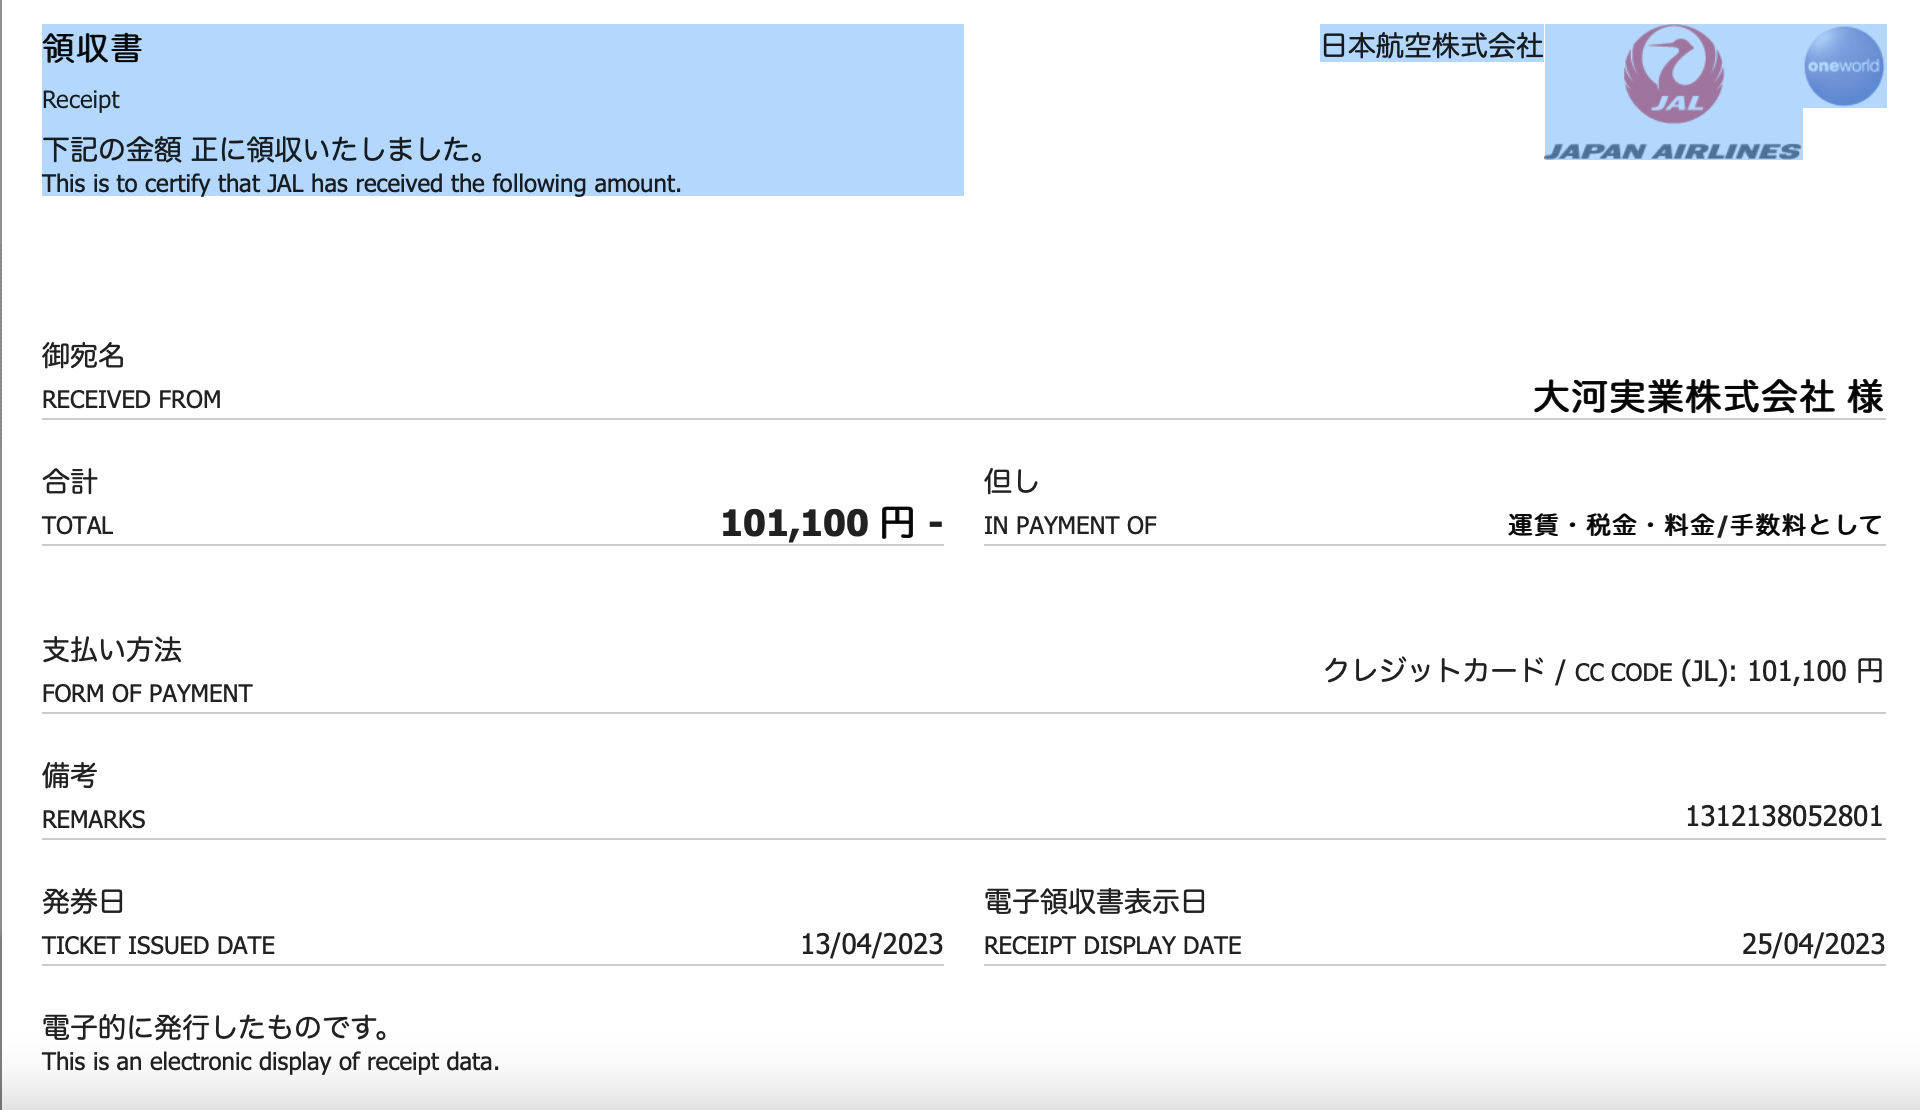 領収書
Receipt
下記の金額 正に領収いたしました。
This is to certify that JAL has received the following amount.
日本航空株式会社
JAL
JAPAN AIRLINES
oneworld
御宛名
RECEIVED FROM
大河実業株式会社 様
合計
TOTAL
101,100 円 -
但し
IN PAYMENT OF
運賃・税金・料金/手数料として
支払い方法
FORM OF PAYMENT
クレジットカード / CC CODE (JL): 101,100 円
備考
REMARKS
1312138052801
発券日
TICKET ISSUED DATE
13/04/2023
電子領収書表示日
RECEIPT DISPLAY DATE
25/04/2023
電子的に発行したものです。
This is an electronic display of receipt data.